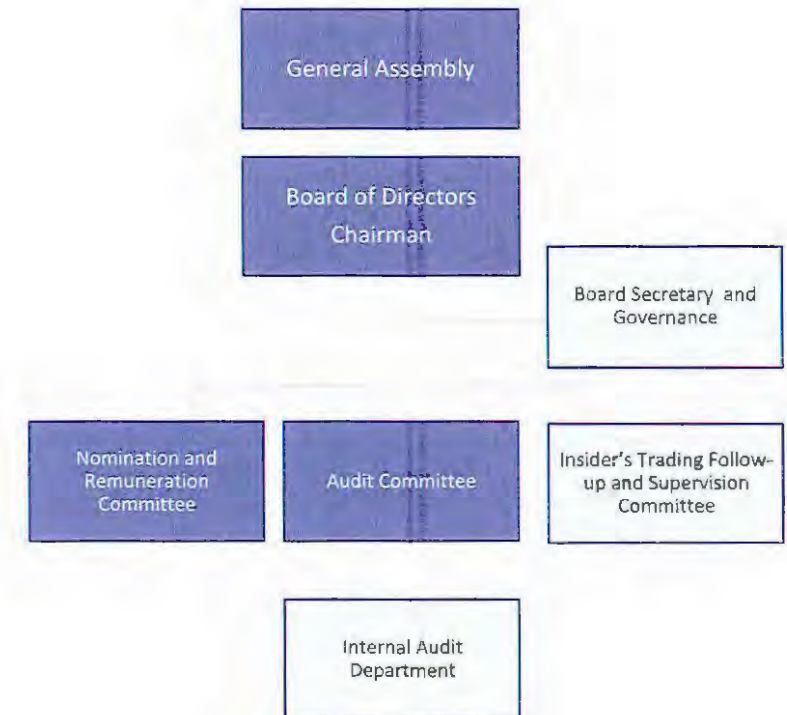 General Assembly
Board of Directors
Chairman
Board Secretary and
Governance
Nomination and
Remuneration
Committee
Audit Committee
Insider's Trading Follow-
up and Supervision
Committee
Internal Audit
Department